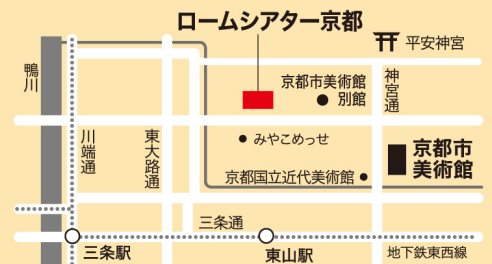 ロームシアター京都
平安神宮
鴨川
京都市美術館
別館
神宮通
川端通
東大路通
みやこめっせ
京都市
美術館
京都国立近代美術館
三条通
三条駅
東山駅
地下鉄東西線